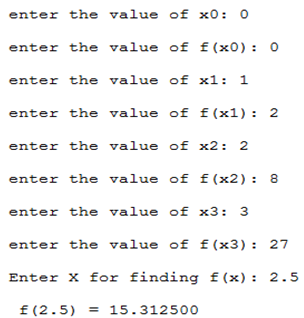 enter the value of x0: 0
enter the value of f(x0): 0
enter the value of x1: 1
enter the value of f(x1): 2
enter the value of x2: 2
enter the value of f(x2): 8
enter the value of x3: 3
enter the value of f(x3): 27
Enter X for finding f(x): 2.5
f(2.5) = 15.312500